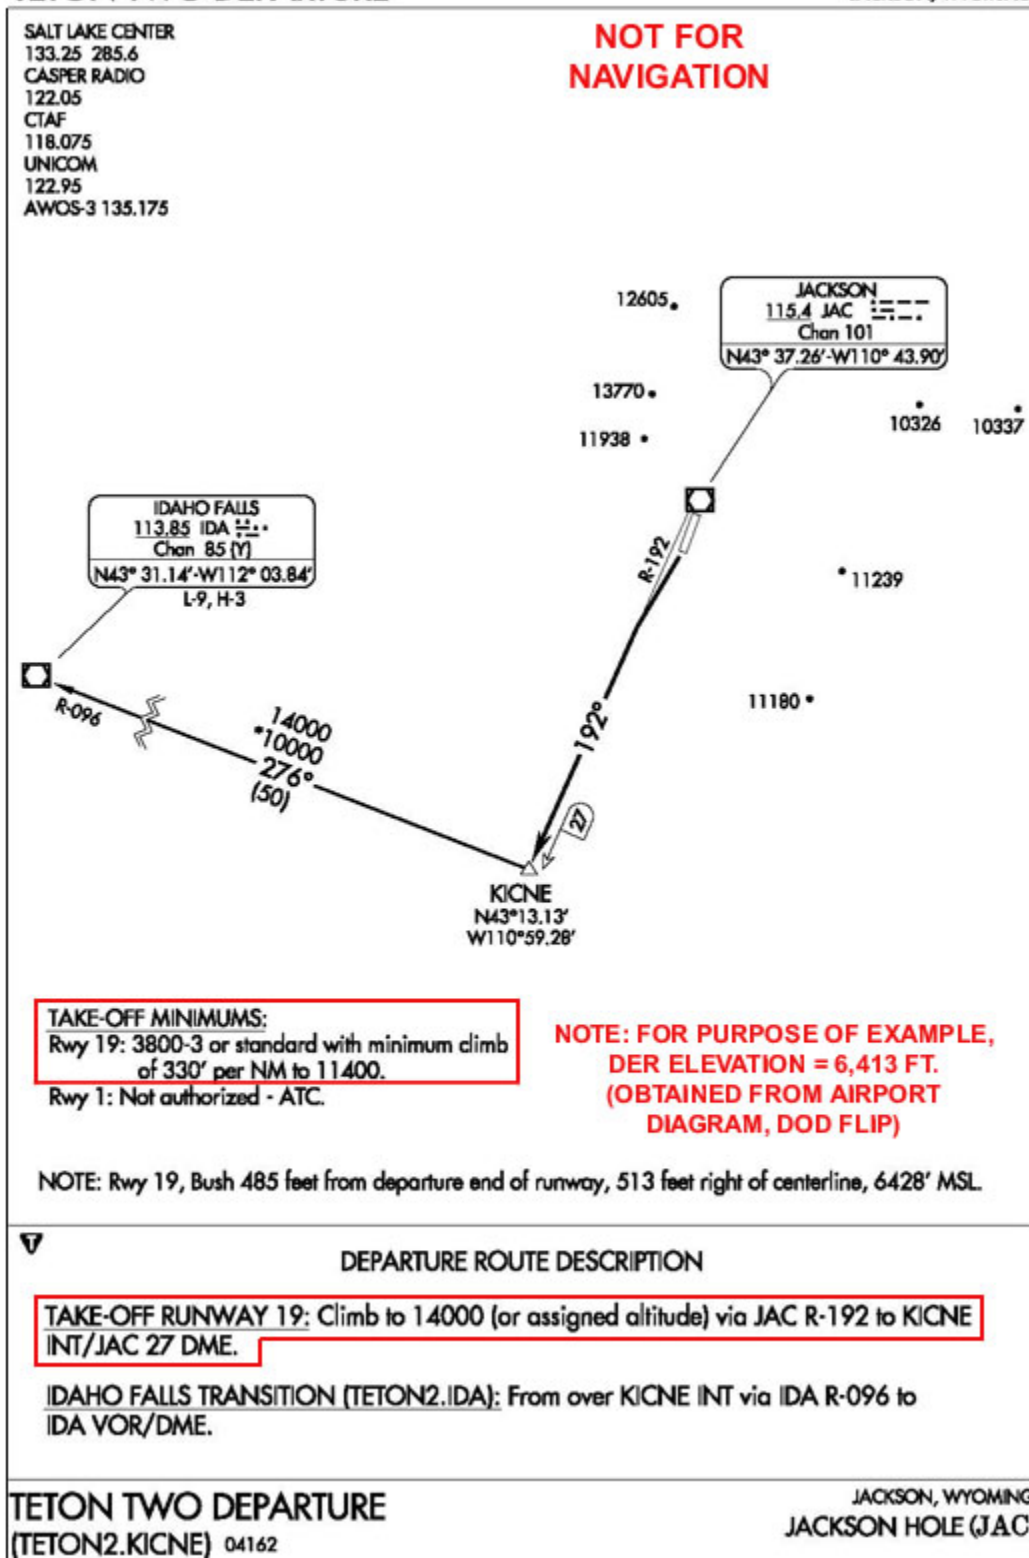 SALT LAKE CENTER
133.25 285.6
CASPER RADIO
122.05
CTAF
118.075
UNICOM
122.95
AWOS-3 135.175
NOT FOR
NAVIGATION
12605
JACKSON
115.4 JAC
Chan 101
N43° 37.26'-W110° 43.90'
13770
11938
10326
10337
IDAHO FALLS
113.85 IDA
Chan 85 (Y)
N43° 31.14'-W112° 03.84'
L-9, H-3
R-192
11239
R-096
14000
*10000
276°
(50)
192°
11180
27
KICNE
N43°13.13'
W110°59.28'
TAKE-OFF MINIMUMS:
Rwy 19: 3800-3 or standard with minimum climb
of 330' per NM to 11400.
Rwy 1: Not authorized - ATC.
NOTE: FOR PURPOSE OF EXAMPLE,
DER ELEVATION = 6,413 FT.
(OBTAINED FROM AIRPORT
DIAGRAM, DOD FLIP)
NOTE: Rwy 19, Bush 485 feet from departure end of runway, 513 feet right of centerline, 6428' MSL.
T
DEPARTURE ROUTE DESCRIPTION
TAKE-OFF RUNWAY 19: Climb to 14000 (or assigned altitude) via JAC R-192 to KICNE
INT/JAC 27 DME.
IDAHO FALLS TRANSITION (TETON2.IDA): From over KICNE INT via IDA R-096 to
IDA VOR/DME.
TETON TWO DEPARTURE
(TETON2.KICNE) 04162
JACKSON, WYOMING
JACKSON HOLE (JAC